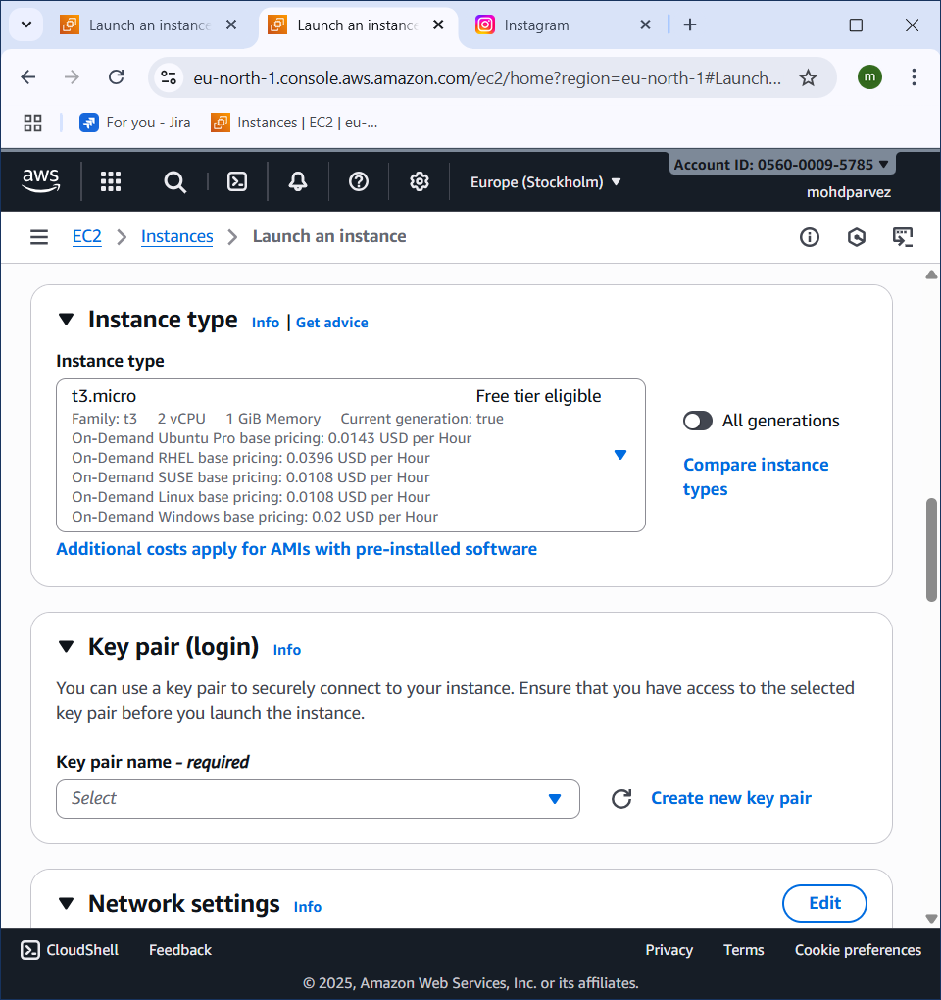 Launch an instance
Launch an instance
Instagram
eu-north-1.console.aws.amazon.com/ec2/home?region=eu-north-1#Launch...
m
For you - Jira
Instances | EC2 | eu-...
aws
Europe (Stockholm)
Account ID: 0560-0009-5785
mohdparvez
EC2
Instances
Launch an instance
Instance type
Info | Get advice
Instance type
t3.micro
Free tier eligible
Family: t3 2 vCPU 1 GiB Memory Current generation: true
On-Demand Ubuntu Pro base pricing: 0.0143 USD per Hour
On-Demand RHEL base pricing: 0.0396 USD per Hour
On-Demand SUSE base pricing: 0.0108 USD per Hour
On-Demand Linux base pricing: 0.0108 USD per Hour
On-Demand Windows base pricing: 0.02 USD per Hour
All generations
Compare instance
types
Additional costs apply for AMIs with pre-installed software
Key pair (login)
Info
You can use a key pair to securely connect to your instance. Ensure that you have access to the selected
key pair before you launch the instance.
Key pair name - required
Select
Create new key pair
Network settings
Info
Edit
CloudShell
Feedback
Privacy
Terms
Cookie preferences
© 2025, Amazon Web Services, Inc. or its affiliates.